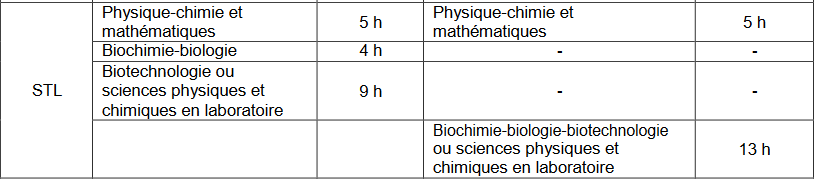 Physique-chimie et
mathématiques
5 h
Physique-chimie et
mathématiques
5 h
Biochimie-biologie
4 h
-
-
STL
Biotechnologie ou
sciences physiques et
chimiques en laboratoire
9 h
-
-
Biochimie-biologie-biotechnologie
ou sciences physiques et
chimiques en laboratoire
13 h